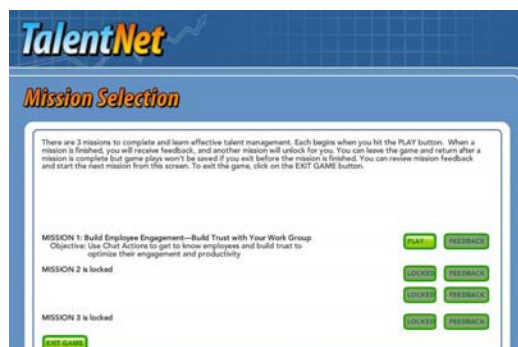 TalentNet
Mission Selection
There are 3 missions to complete and learn effective talent management. Each begins when you hit the PLAY button. When a
mission is finished, you will receive feedback, and another mission will unlock for you. You can leave the game and return after a
mission is complete but game plays won't be saved if you exit before the mission is finished. You can review mission feedback
and start the next mission from this screen. To exit the game, click on the EXIT GAME button.
MISSION 1: Build Employee Engagement—Build Trust with Your Work Group
Objective: Use Chat Actions to get to know employees and build trust to
optimize their engagement and productivity
PLAY FEEDBACK
MISSION 2 is locked
LOCKED FEEDBACK
LOCKED FEEDBACK
MISSION 3 is locked
LOCKED FEEDBACK
EXIT GAME